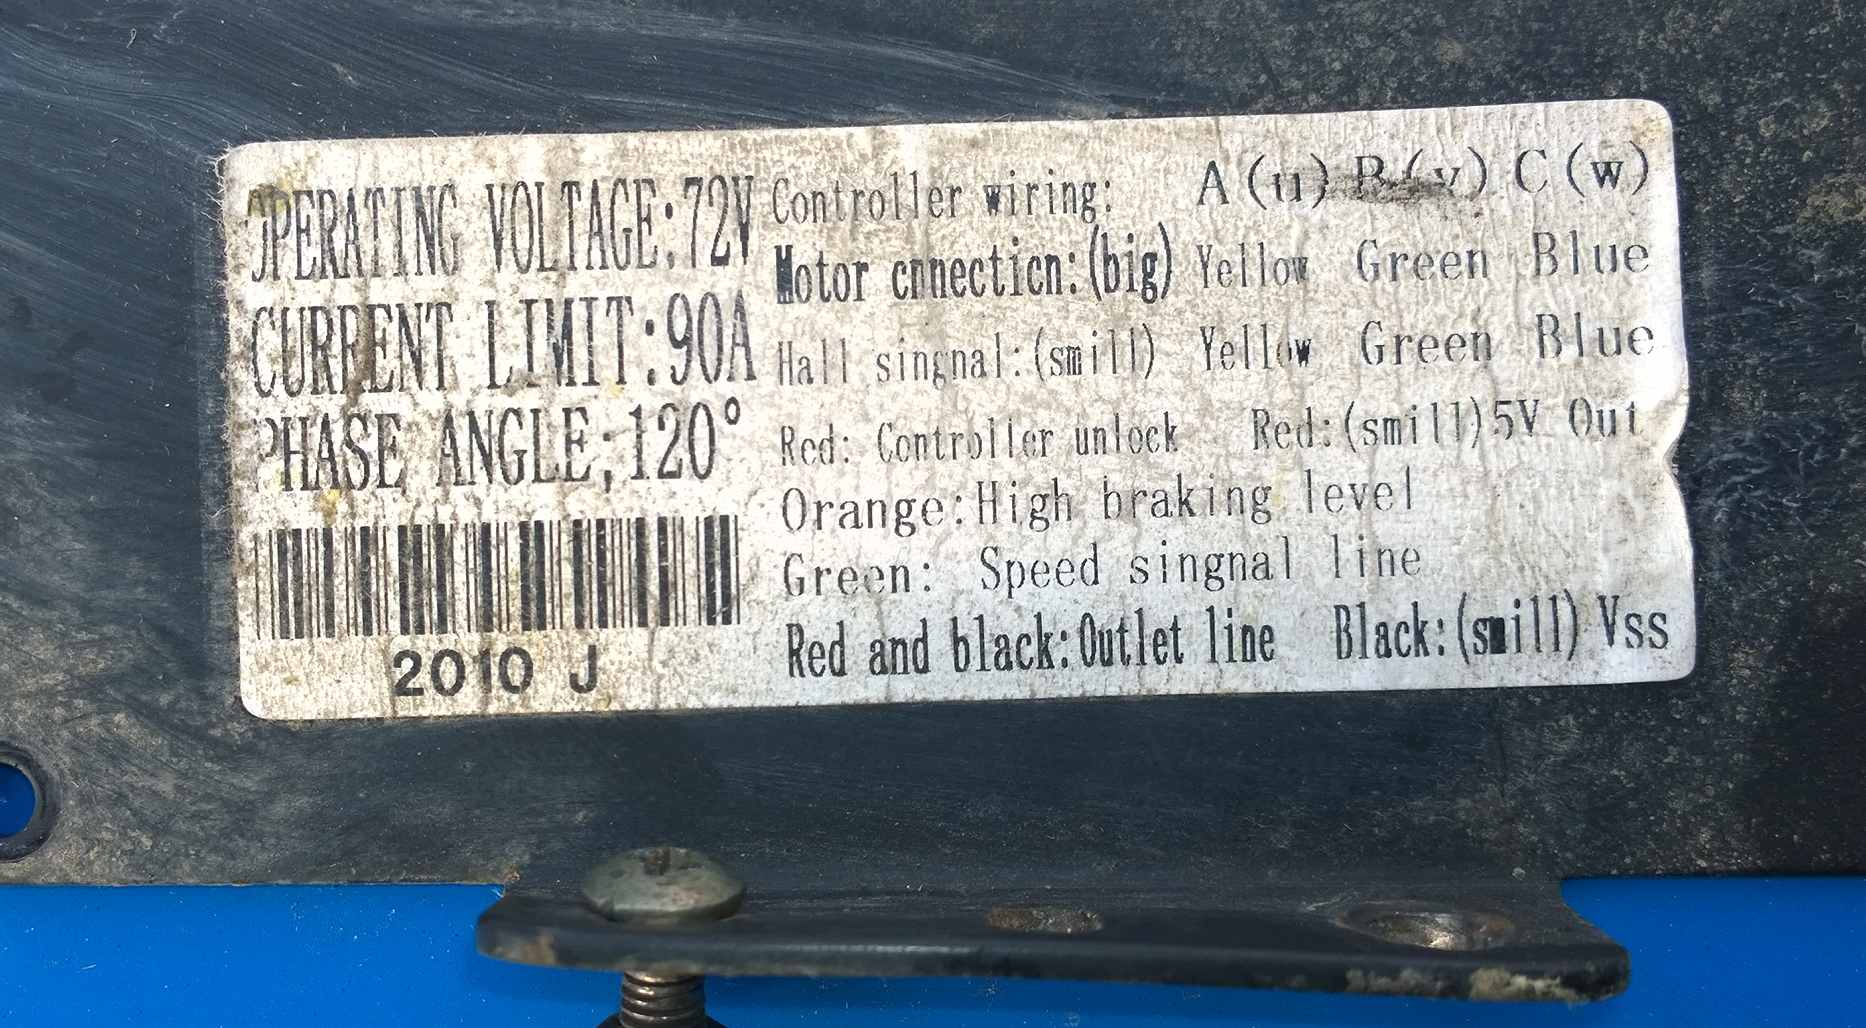 OPERATING VOLTAGE:72V
CURRENT LIMIT:90A
PHASE ANGLE:120°
2010 J
Controller wiring: A(u) B(v) C(w)
Motor cnnecticn:(big) Yellow Green Blue
Hall singnal:(smill) Yellow Green Blue
Red: Controller unlock Red:(smill)5V Out
Orange:High braking level
Green: Speed singnal line
Red and black:Outlet line Black:(smill) Vss